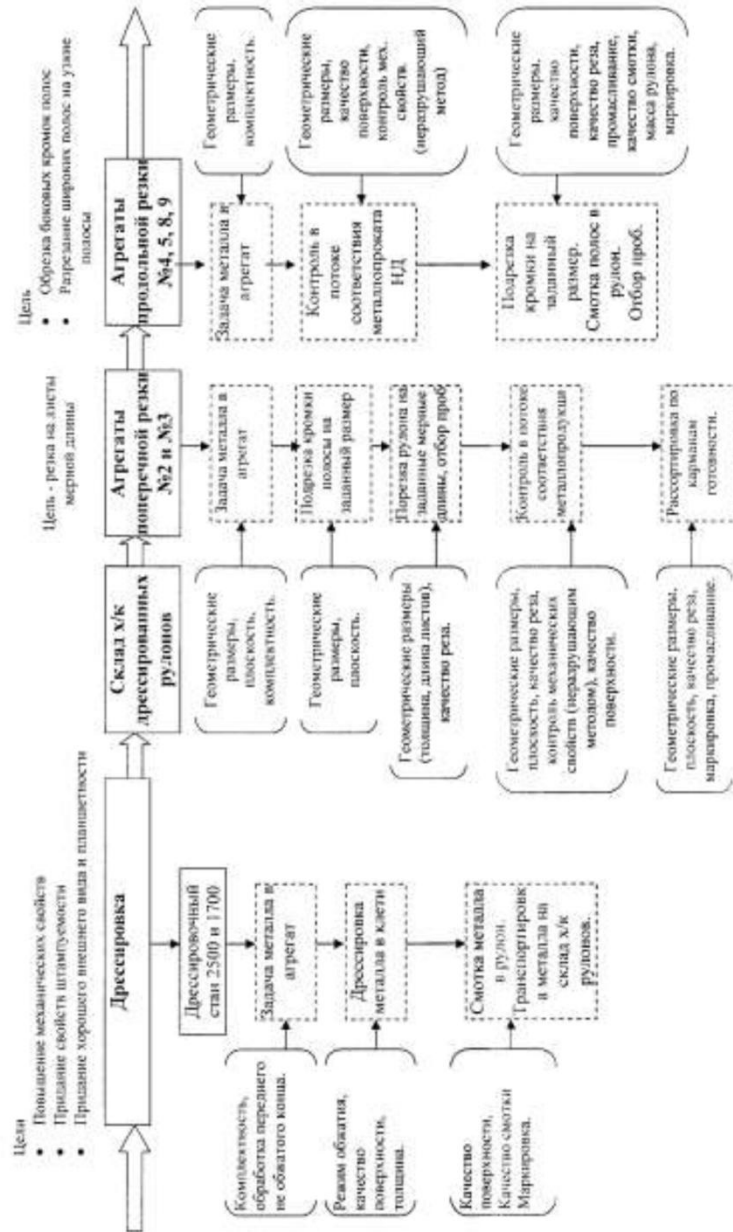 Цели
• Повышение механических свойств
• Придание свойств штампуемости
• Придание хорошего внешнего вида и планшетности
Дрессировка
Дрессировочный
стан 2500 и 1700
Комплектность,
обработка переднего
не обжатого конца.
Задача металла в
агрегат
Режим обжатия,
качество
поверхности,
толщина.
Дрессировка
металла в клети
Качество
поверхности,
Качество смотки
Маркировка.
Смотка металла
в рулон.
Транспортировк
а металла на
склад х/к
рулонов.
Склад х/к
дрессированных
рулонов
Цель - резка на листы
мерной длины
Агрегаты
поперечной резки
№2 и №3
Геометрические
размеры,
плоскость,
комплектность.
Задача металла в
агрегат
Геометрические
размеры,
плоскость.
Подрезка кромки
полосы на
заданный размер
Геометрические размеры
(толщина, длина листов),
качество реза.
Порезка рулона на
заданные мерные
длины, отбор проб
Геометрические размеры,
плоскость, качество реза,
контроль механических
свойств (неразрушающим
методом), качество
поверхности.
Контроль в потоке
соответствия
металлопродукци
Геометрические размеры,
плоскость, качество реза,
маркировка, промасливание.
Рассортировка по
карманам
готовности.
Цель
• Обрезка боковых кромок полос
• Разрезание широких полос на узкие
полосы
Агрегаты
продольной резки
№4, 5, 8, 9
Задача металла в
агрегат
Геометрические
размеры,
комплектность.
Контроль в
потоке
соответствия
металлопроката
НД
Геометрические
размеры,
качество
поверхности,
контроль мех.
свойств.
(неразрушающий
метод)
Подрезка
кромки на
заданный
размер.
Смотка полос в
рулон.
Отбор проб.
Геометрические
размеры,
качество
поверхности,
качество реза,
промасливание,
качество смотки,
масса рулона,
маркировка.